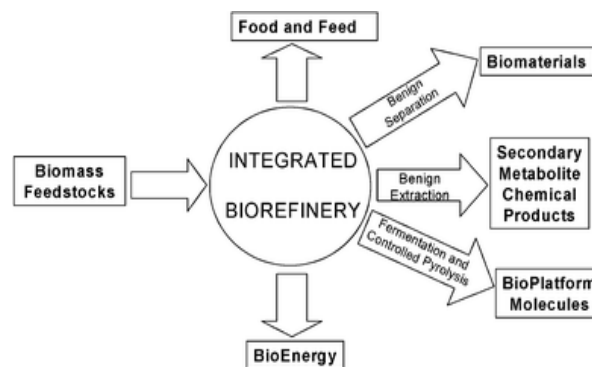 Food and Feed
Biomaterials
Benign
Separation
INTEGRATED
BIOREFINERY
Biomass
Feedstocks
Benign
Extraction
Secondary
Metabolite
Chemical
Products
Fermentation and
Controlled Pyrolysis
BioPlatform
Molecules
BioEnergy